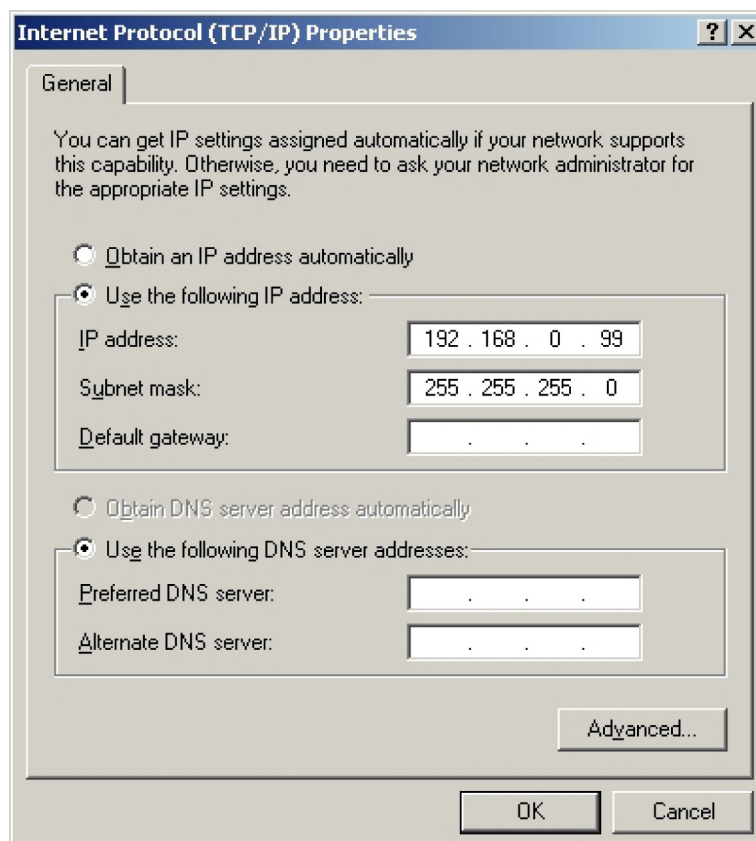 Internet Protocol (TCP/IP) Properties
General
You can get IP settings assigned automatically if your network supports
this capability. Otherwise, you need to ask your network administrator for
the appropriate IP settings.
Obtain an IP address automatically
Use the following IP address:
IP address: 192 . 168 . 0 . 99
Subnet mask: 255 . 255 . 255 . 0
Default gateway: . . .
Obtain DNS server address automatically
Use the following DNS server addresses:
Preferred DNS server: . . .
Alternate DNS server: . . .
Advanced...
OK Cancel